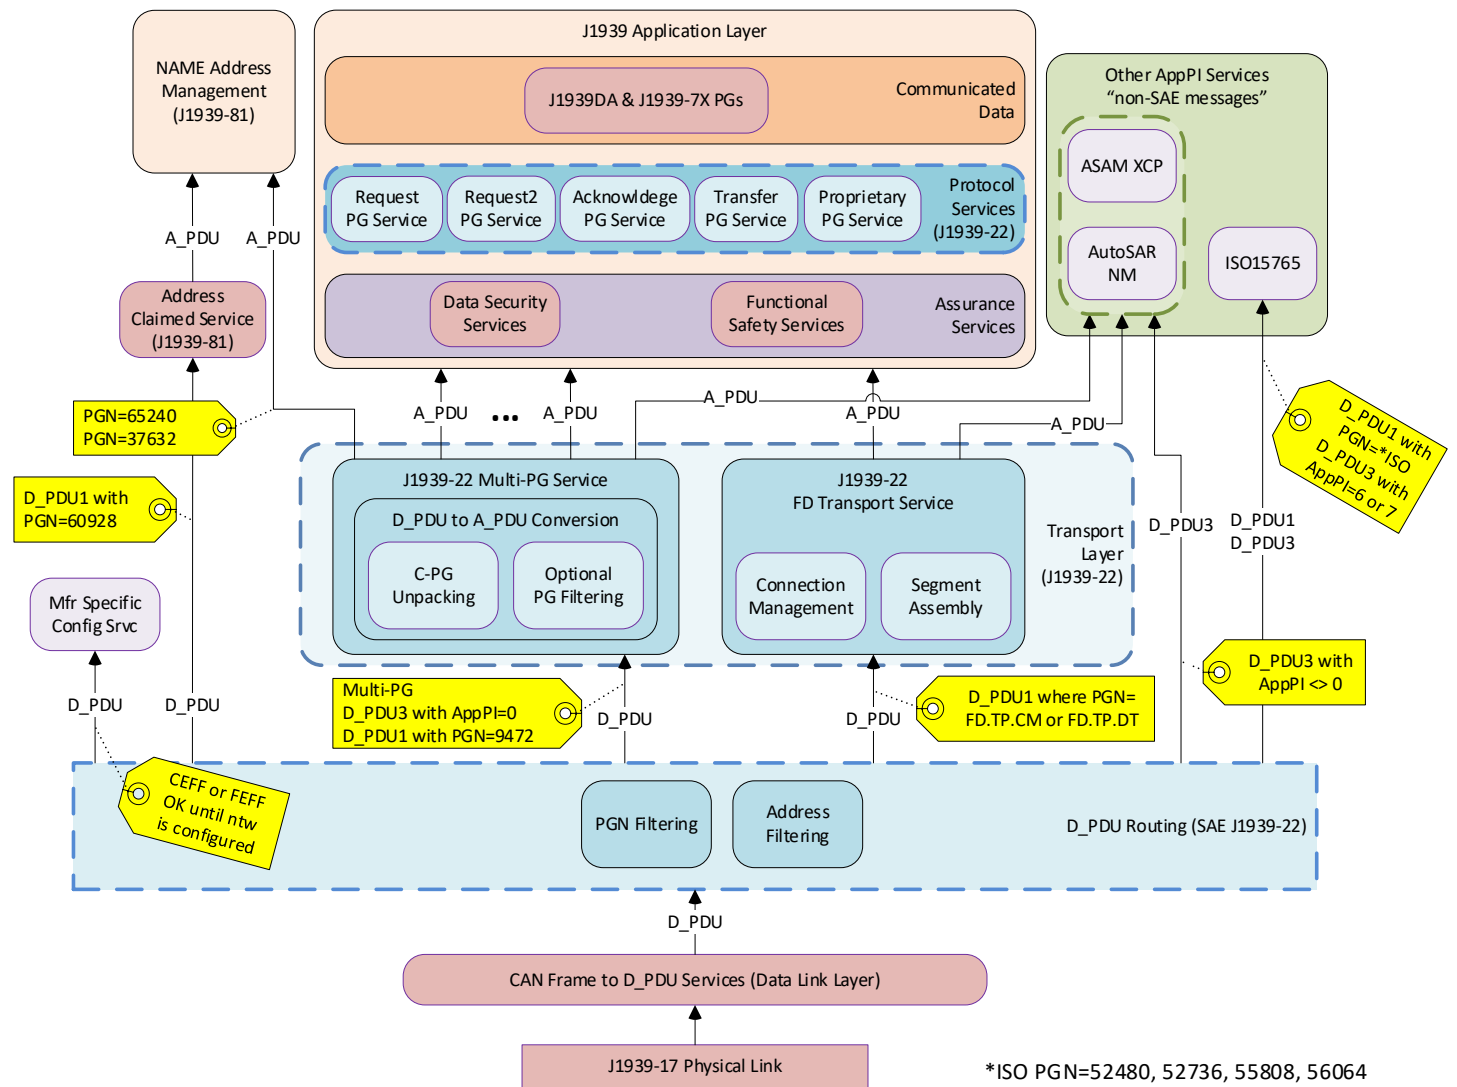 NAME Address
Management
(J1939-81)
J1939 Application Layer
J1939DA & J1939-7X PGs
Communicated
Data
Other AppPI Services
“non-SAE messages”
ASAM XCP
AutoSAR
NM
ISO15765
Request
PG Service
Request2
PG Service
Acknowldege
PG Service
Transfer
PG Service
Proprietary
PG Service
Protocol
Services
(J1939-22)
A_PDU
A_PDU
Address
Claimed Service
(J1939-81)
Data Security
Services
Functional
Safety Services
Assurance
Services
PGN=65240
PGN=37632
A_PDU
...
A_PDU
A_PDU
A_PDU
A_PDU
D_PDU1 with
PGN=*ISO
D_PDU3 with
AppPI=6 or 7
D_PDU1 with
PGN=60928
J1939-22 Multi-PG Service
D_PDU to A_PDU Conversion
C-PG
Unpacking
Optional
PG Filtering
J1939-22
FD Transport Service
Connection
Management
Segment
Assembly
Transport
Layer
(J1939-22)
D_PDU3
D_PDU1
D_PDU3
Mfr Specific
Config Srvc
D_PDU
D_PDU
Multi-PG
D_PDU3 with AppPI=0
D_PDU1 with PGN=9472
D_PDU
D_PDU
D_PDU1 where PGN=
FD.TP.CM or FD.TP.DT
D_PDU3 with
AppPI <> 0
CEFF or FEFF
OK until ntw
is configured
PGN Filtering
Address
Filtering
D_PDU Routing (SAE J1939-22)
D_PDU
CAN Frame to D_PDU Services (Data Link Layer)
J1939-17 Physical Link
*ISO PGN=52480, 52736, 55808, 56064